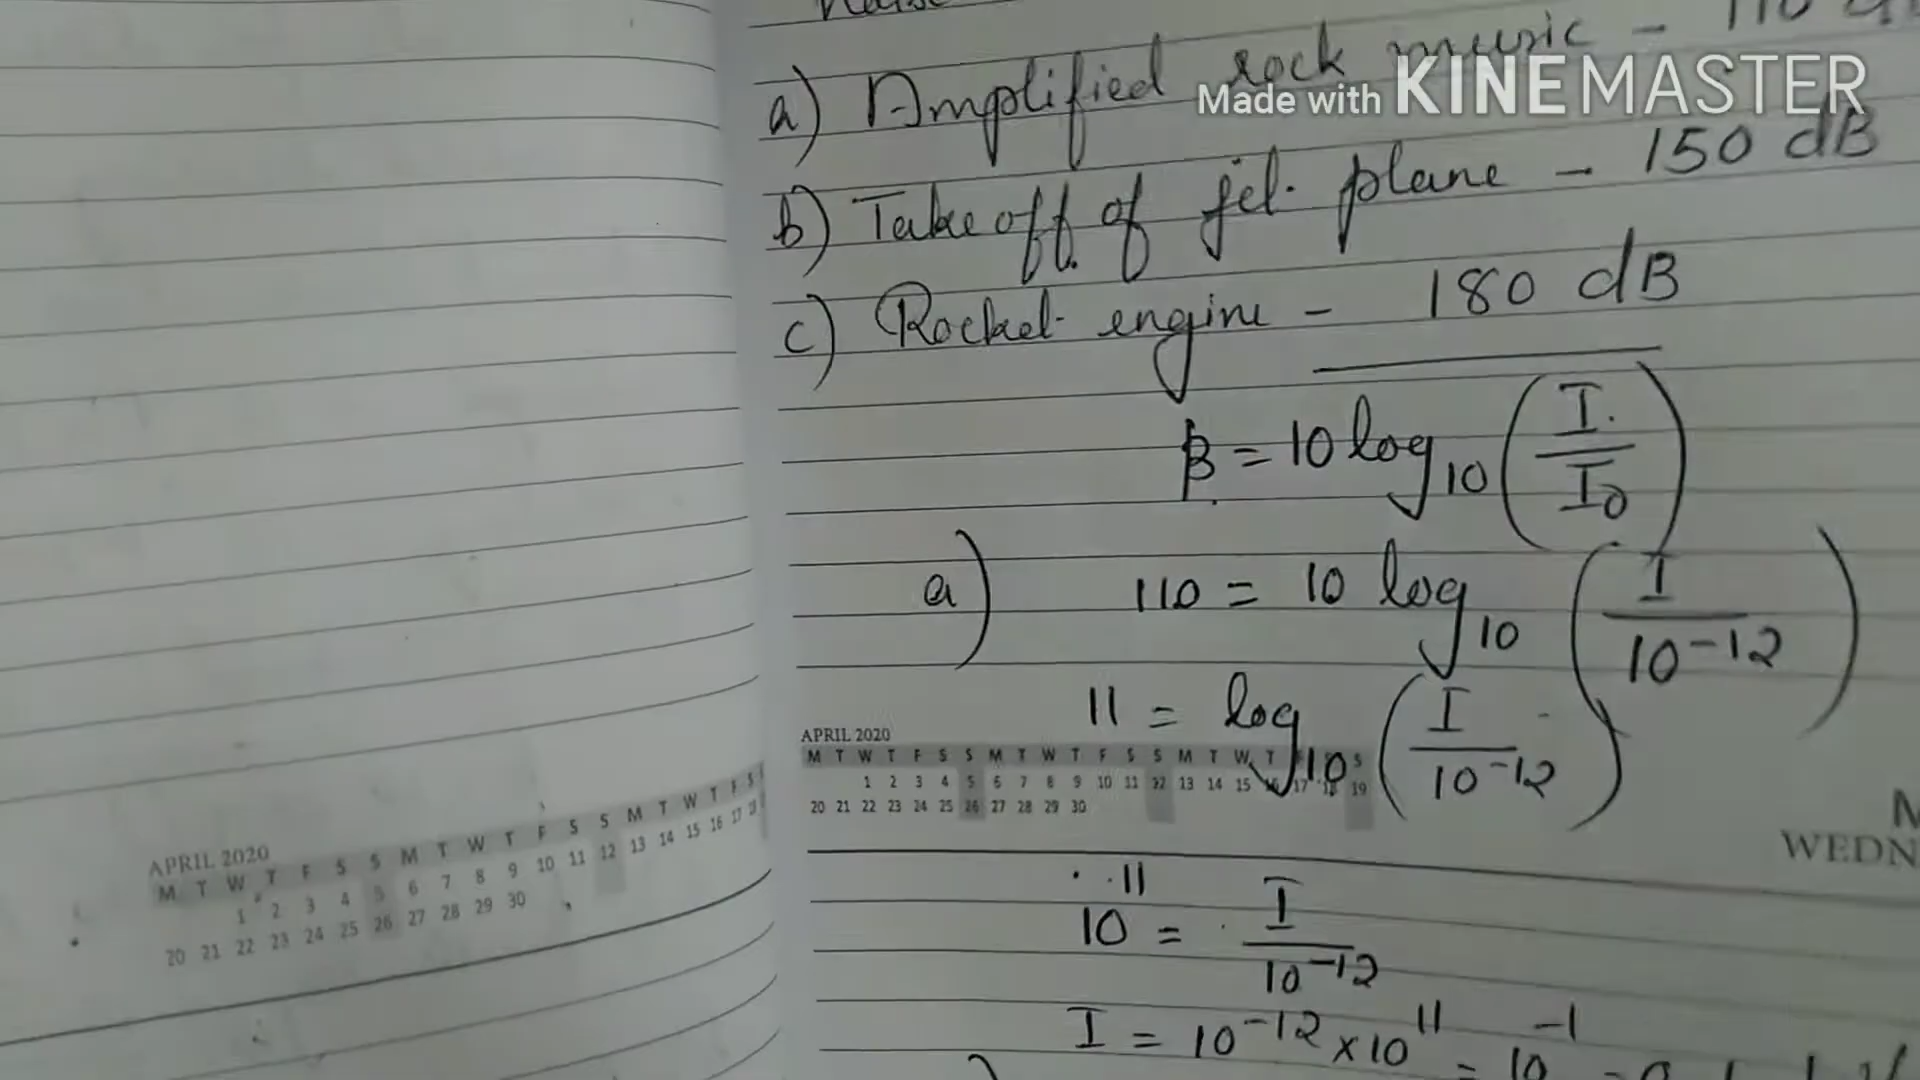 a) Amplified rock music - 110
Made with KINEMASTER
b) Take off of jet plane - 150 dB
c) Rocket engine - 180 dB
β = 10 log10 (I/I0)
a) 110 = 10 log10 (I/10^-12)
11 = log10 (I/10^-12)
APRIL 2020
M T W T F S S M T W T F S S M T W T F S S
1 2 3 4 5 6 7 8 9 10 11 12 13 14 15 16 17 18 19
20 21 22 23 24 25 26 27 28 29 30
WEDN
10^11 = I/10^-12
I = 10^-12 x 10^11 = 10^-1
APRIL 2020
M T W T F S S M T W T F S S M T W T F S
1 2 3 4 5 6 7 8 9 10 11 12 13 14 15 16 17 18
20 21 22 23 24 25 26 27 28 29 30